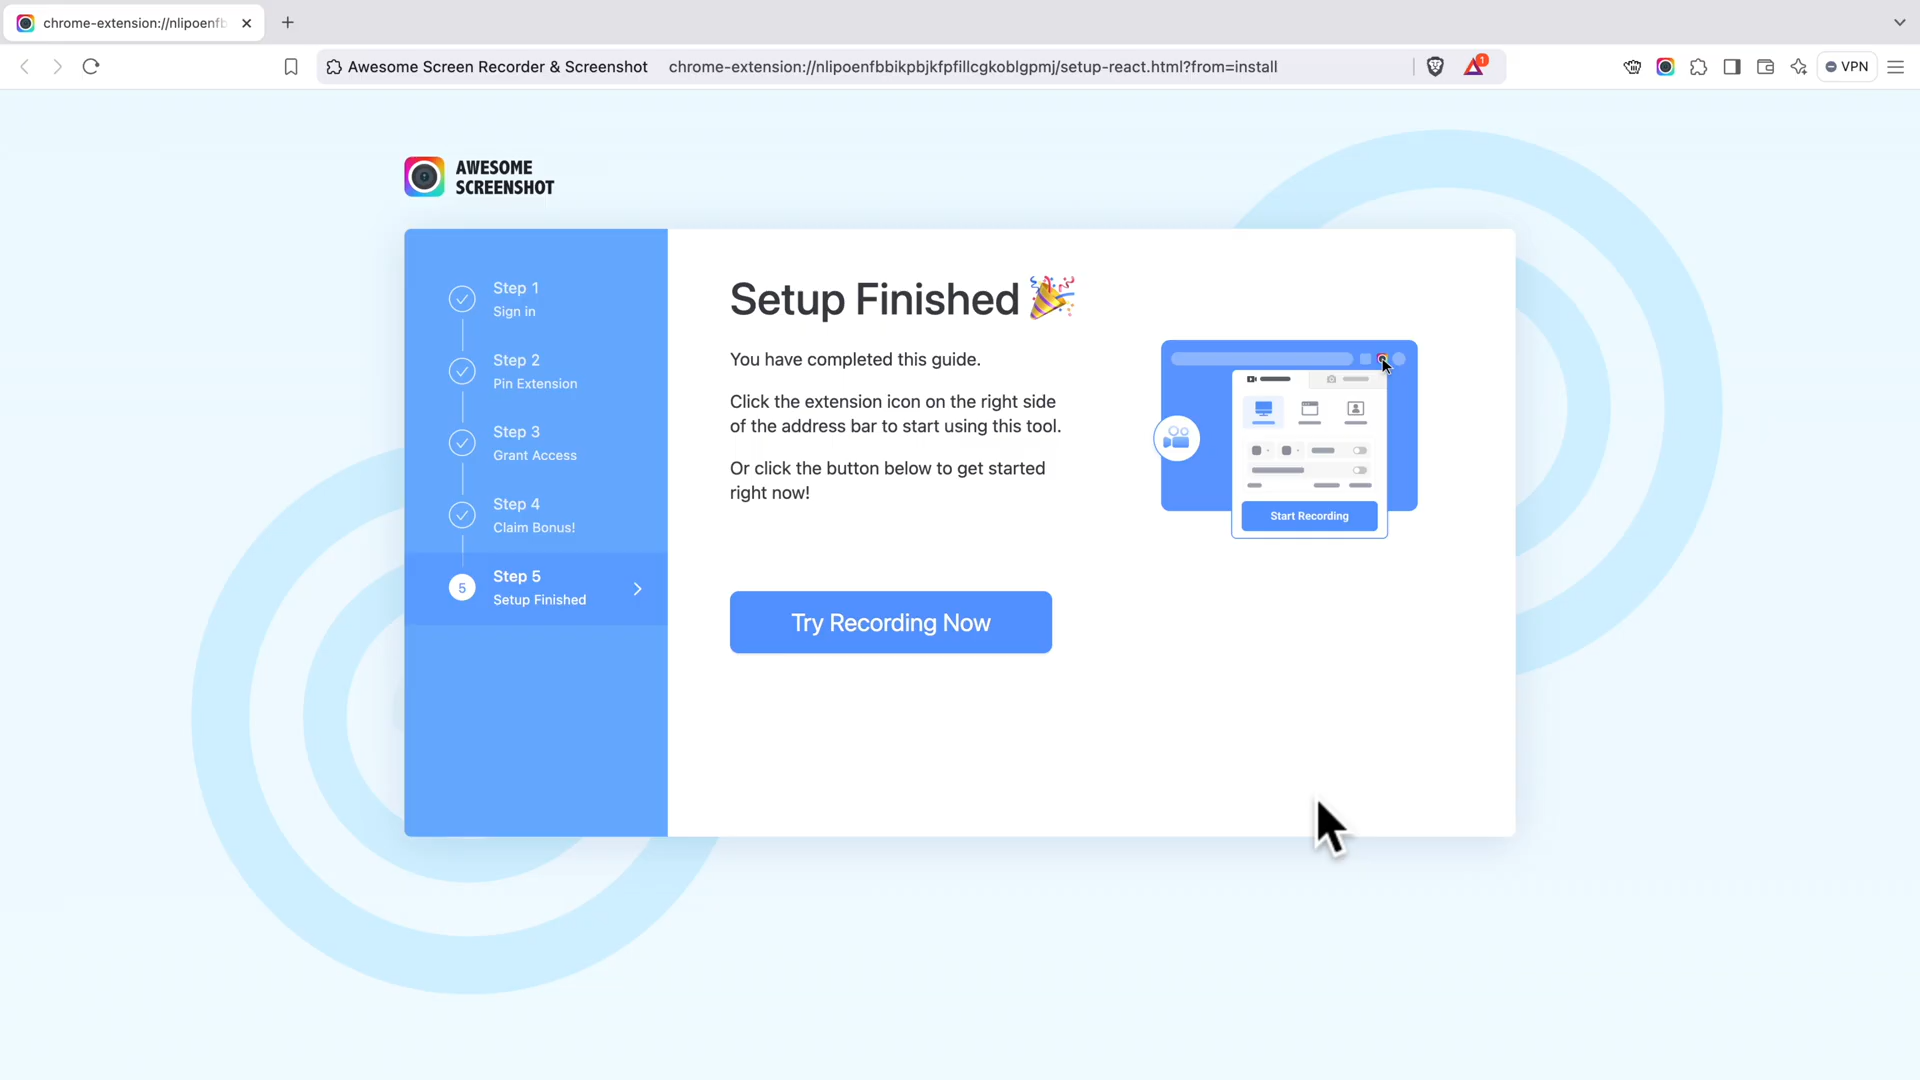 chrome-extension://nlipoenfb
Awesome Screen Recorder & Screenshot chrome-extension://nlipoenfbbikpbjkfpfillcgkoblgpmj/setup-react.html?from=install
1
VPN
AWESOME
SCREENSHOT
Step 1
Sign in
Step 2
Pin Extension
Step 3
Grant Access
Step 4
Claim Bonus!
5
Step 5
Setup Finished
Setup Finished 🎉
You have completed this guide.
Click the extension icon on the right side
of the address bar to start using this tool.
Or click the button below to get started
right now!
Try Recording Now
Start Recording